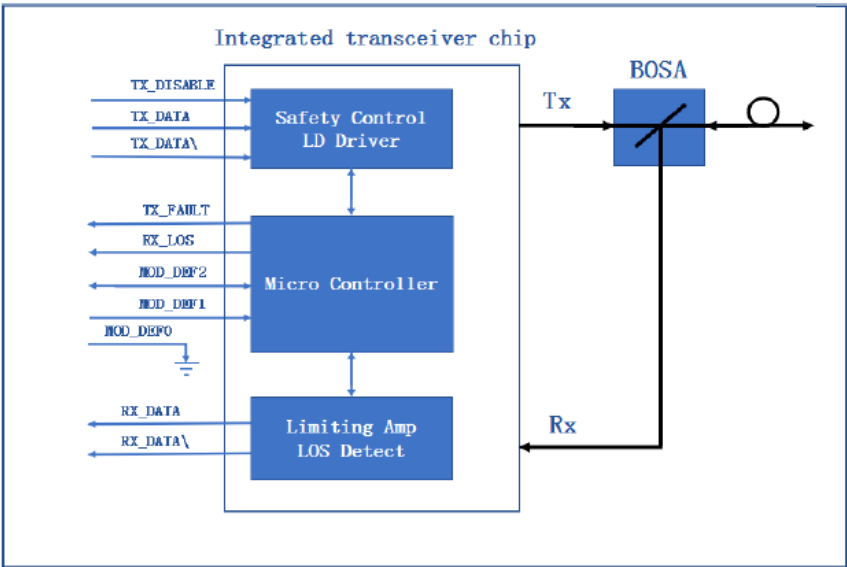 Integrated transceiver chip
BOSA
TX_DISABLE
TX_DATA
TX_DATA\
Safety Control
LD Driver
Tx
TX_FAULT
RX_LOS
MOD_DEF2
MOD_DEF1
MOD_DEF0
Micro Controller
RX_DATA
RX_DATA\
Limiting Amp
LOS Detect
Rx